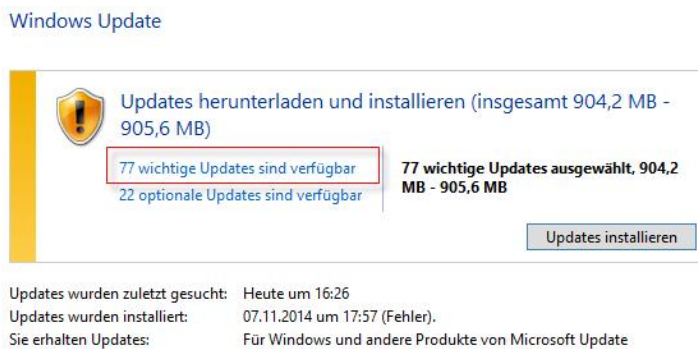 Windows Update
Updates herunterladen und installieren (insgesamt 904,2 MB -
905,6 MB)
77 wichtige Updates sind verfügbar
22 optionale Updates sind verfügbar
77 wichtige Updates ausgewählt, 904,2
MB - 905,6 MB
Updates installieren
Updates wurden zuletzt gesucht: Heute um 16:26
Updates wurden installiert: 07.11.2014 um 17:57 (Fehler).
Sie erhalten Updates: Für Windows und andere Produkte von Microsoft Update